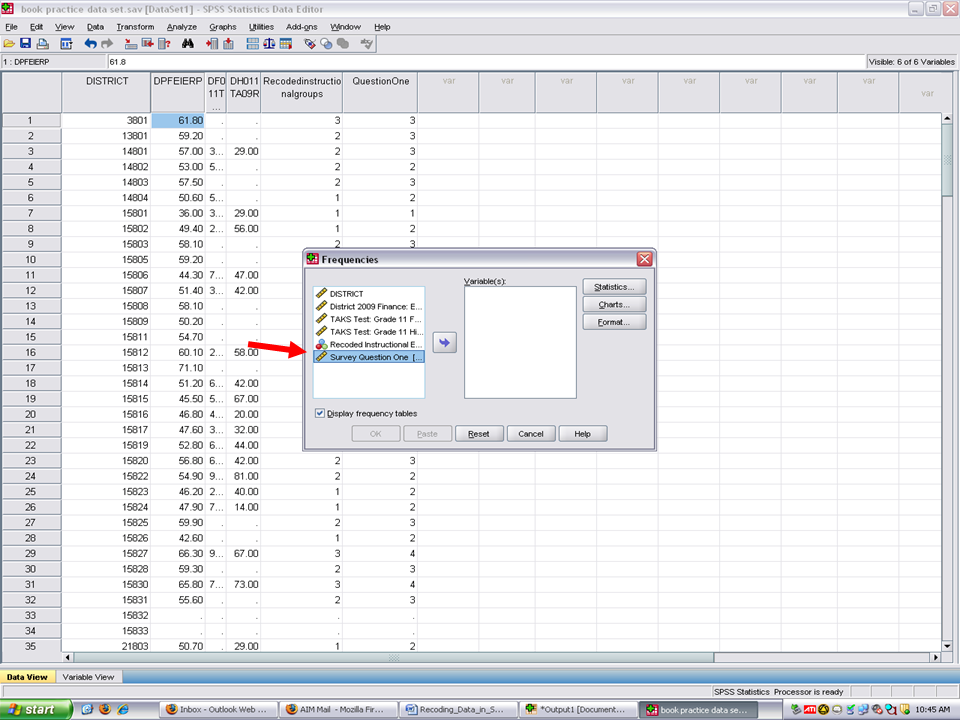 book practice data set.sav [DataSet1] - SPSS Statistics Data Editor
File Edit View Data Transform Analyze Graphs Utilities Add-ons Window Help
1 : DPFEIERP 61.8 Visible: 6 of 6 Variables
DISTRICT DPFEIERP DF011T... DH011TA09R Recodedinstructionalgroups QuestionOne var var var var var var var var var
1 3801 61.80 . . 3 3
2 13801 59.20 . . 2 3
3 14801 57.00 3... 29.00 2 3
4 14802 53.00 5... . 2 2
5 14803 57.50 . . 2 3
6 14804 50.60 5... . 1 2
7 15801 36.00 3... 29.00 1 1
8 15802 49.40 2... 56.00 1 2
9 15803 58.10 . . 2 3
10 15805 59.20 .
11 15806 44.30 7... 47.00
12 15807 51.40 3... 42.00
13 15808 58.10 .
14 15809 50.20 .
15 15811 54.70 .
16 15812 60.10 2... 58.00
17 15813 71.10 .
18 15814 51.20 6... 42.00
19 15815 45.50 5... 67.00
20 15816 46.80 4... 20.00
21 15817 47.60 3... 32.00
22 15819 52.80 6... 44.00
23 15820 56.80 6... 42.00 2 3
24 15822 54.90 9... 81.00 2 2
25 15823 46.20 2... 40.00 1 2
26 15824 47.90 7... 14.00 1 2
27 15825 59.90 . . 2 3
28 15826 42.60 . . 1 2
29 15827 66.30 9... 67.00 3 4
30 15828 59.30 . . 2 3
31 15830 65.80 7... 73.00 3 4
32 15831 55.60 . . 2 3
33 15832 . . . . .
34 15833 . . . . .
35 21803 50.70 . 29.00 1 2
Frequencies
Variable(s):
DISTRICT
District 2009 Finance: E...
TAKS Test: Grade 11 F...
TAKS Test: Grade 11 Hi...
Recoded Instructional E...
Survey Question One [...
Statistics...
Charts...
Format...
Display frequency tables
OK Paste Reset Cancel Help
Data View Variable View
SPSS Statistics Processor is ready
start Inbox - Outlook Web ... AIM Mail - Mozilla Fir... Recoding_Data_in_S... *Output1 [Document... book practice data se... ATI 10:45 AM